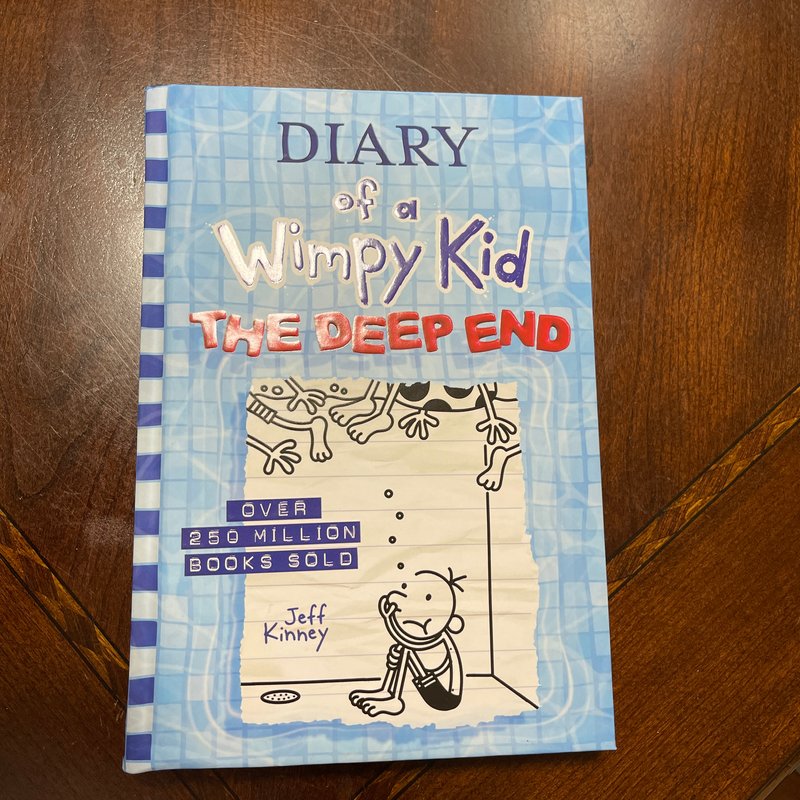 DIARY
of a
Wimpy Kid
THE DEEP END
OVER
250 MILLION
BOOKS SOLD
Jeff
Kinney